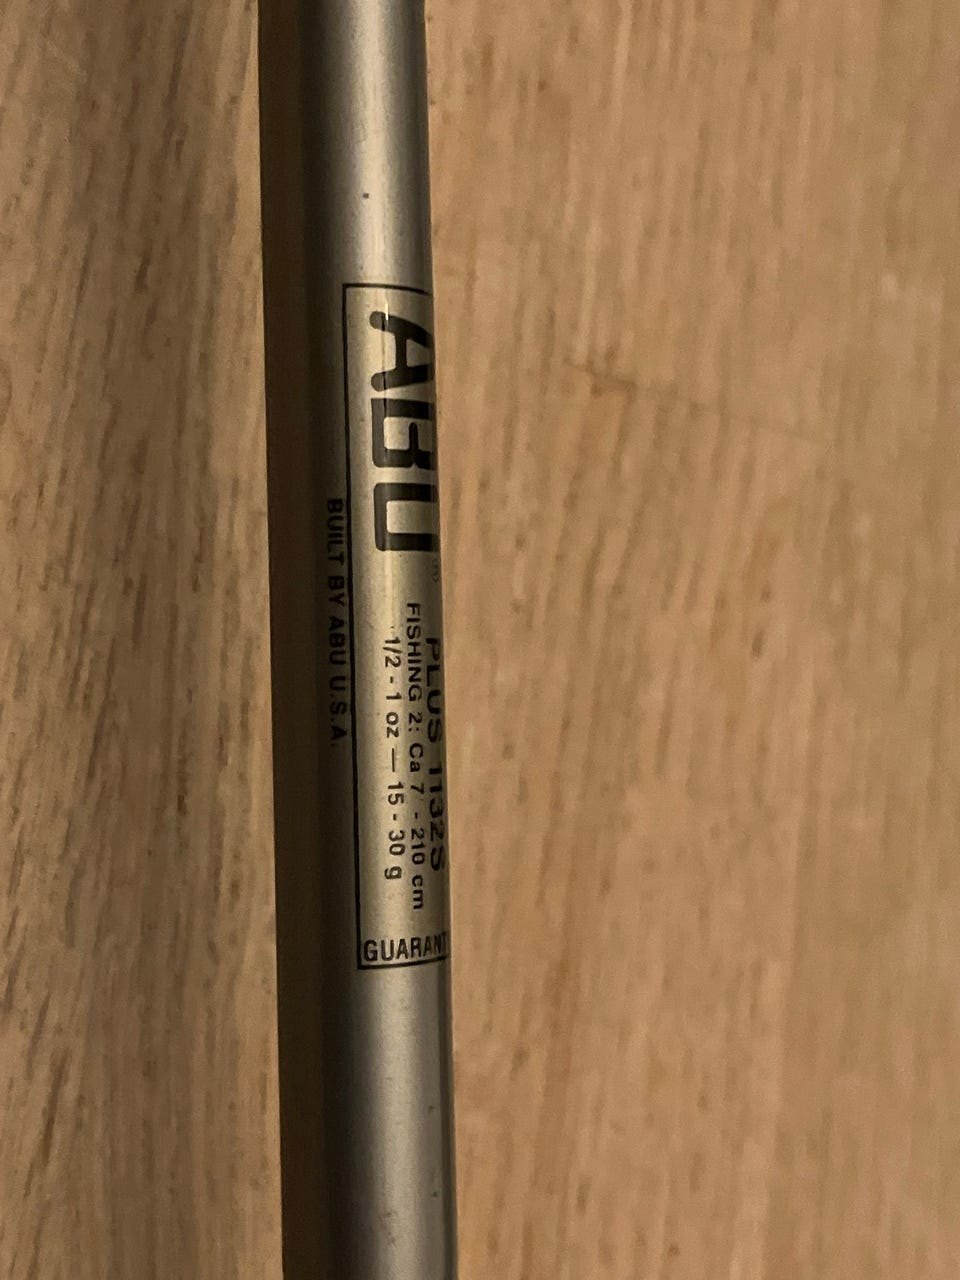 ABU®
PLUS 1132S
FISHING 2: Ca 7' - 210 cm
1/2 - 1 oz — 15 - 30 g
GUARANT
BUILT BY ABU U.S.A.